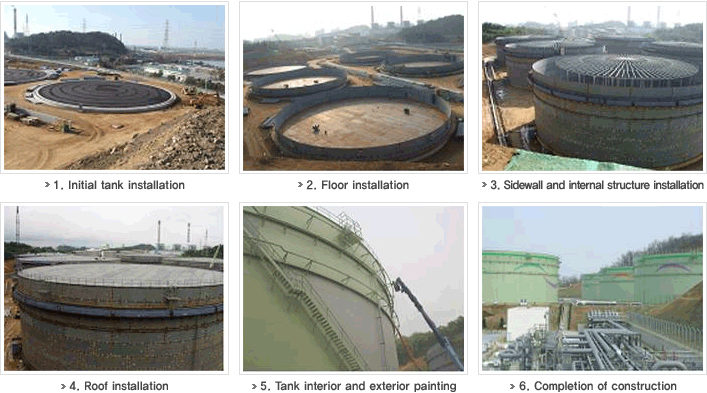 > 1. Initial tank installation
> 2. Floor installation
> 3. Sidewall and internal structure installation
> 4. Roof installation
> 5. Tank interior and exterior painting
> 6. Completion of construction